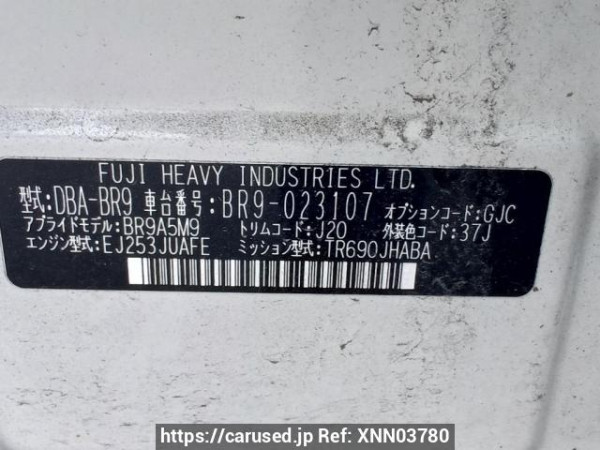 FUJI HEAVY INDUSTRIES LTD.
型式:DBA-BR9 車台番号:BR9-023107 オプションコード:GJC
アプライドモデル:BR9A5M9 トリムコード:J20 外装色コード:37J
エンジン型式:EJ253JUAFE ミッション型式:TR690JHABA
https://carused.jp Ref: XNN03780